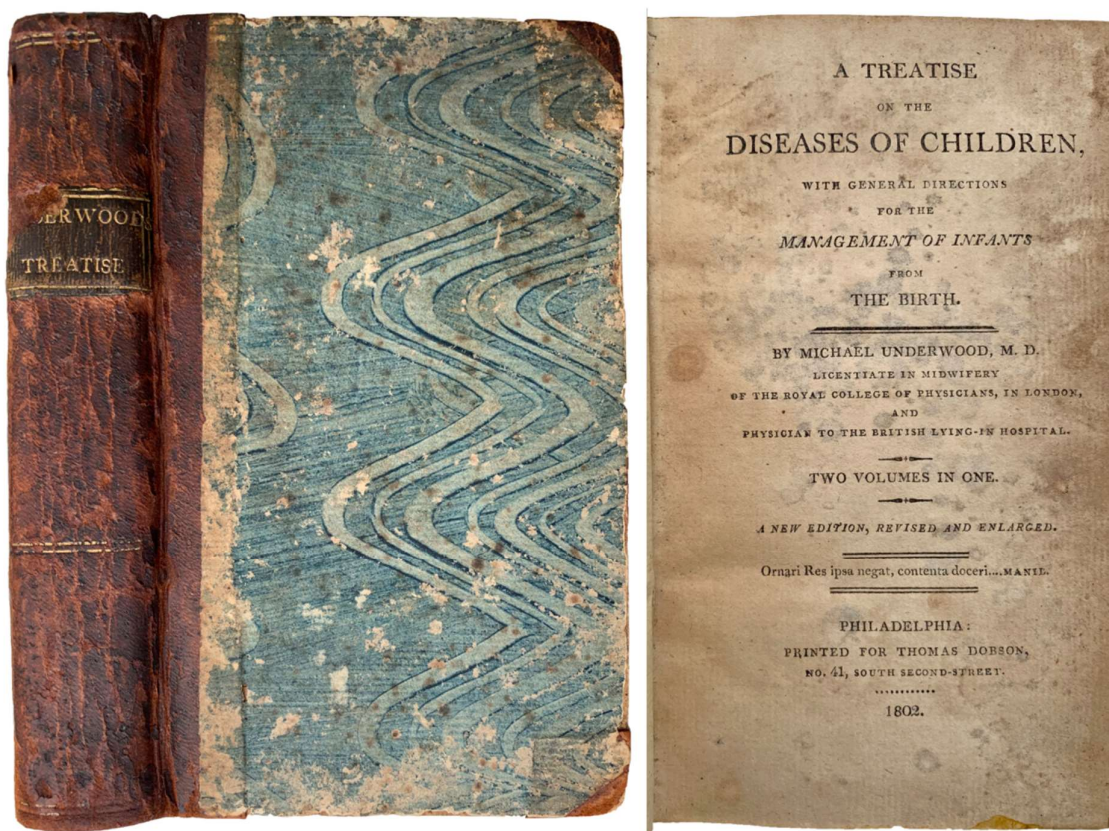 DERWOOD'S
TREATISE
A TREATISE
ON THE
DISEASES OF CHILDREN,
WITH GENERAL DIRECTIONS
FOR THE
MANAGEMENT OF INFANTS
FROM
THE BIRTH.
BY MICHAEL UNDERWOOD, M. D.
LICENTIATE IN MIDWIFERY
OF THE ROYAL COLLEGE OF PHYSICIANS, IN LONDON,
AND
PHYSICIAN TO THE BRITISH LYING-IN HOSPITAL.
TWO VOLUMES IN ONE.
A NEW EDITION, REVISED AND ENLARGED.
Ornari Res ipsa negat, contenta doceri....MANIL.
PHILADELPHIA:
PRINTED FOR THOMAS DOBSON,
NO. 41, SOUTH SECOND-STREET.
1802.